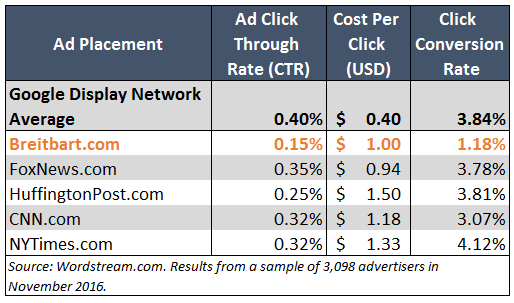 Ad Placement Ad Click Through Rate (CTR) Cost Per Click (USD) Click Conversion Rate
Google Display Network Average 0.40% $ 0.40 3.84%
Breitbart.com 0.15% $ 1.00 1.18%
FoxNews.com 0.35% $ 0.94 3.78%
HuffingtonPost.com 0.25% $ 1.50 3.81%
CNN.com 0.32% $ 1.18 3.07%
NYTimes.com 0.32% $ 1.33 4.12%
Source: Wordstream.com. Results from a sample of 3,098 advertisers in
November 2016.